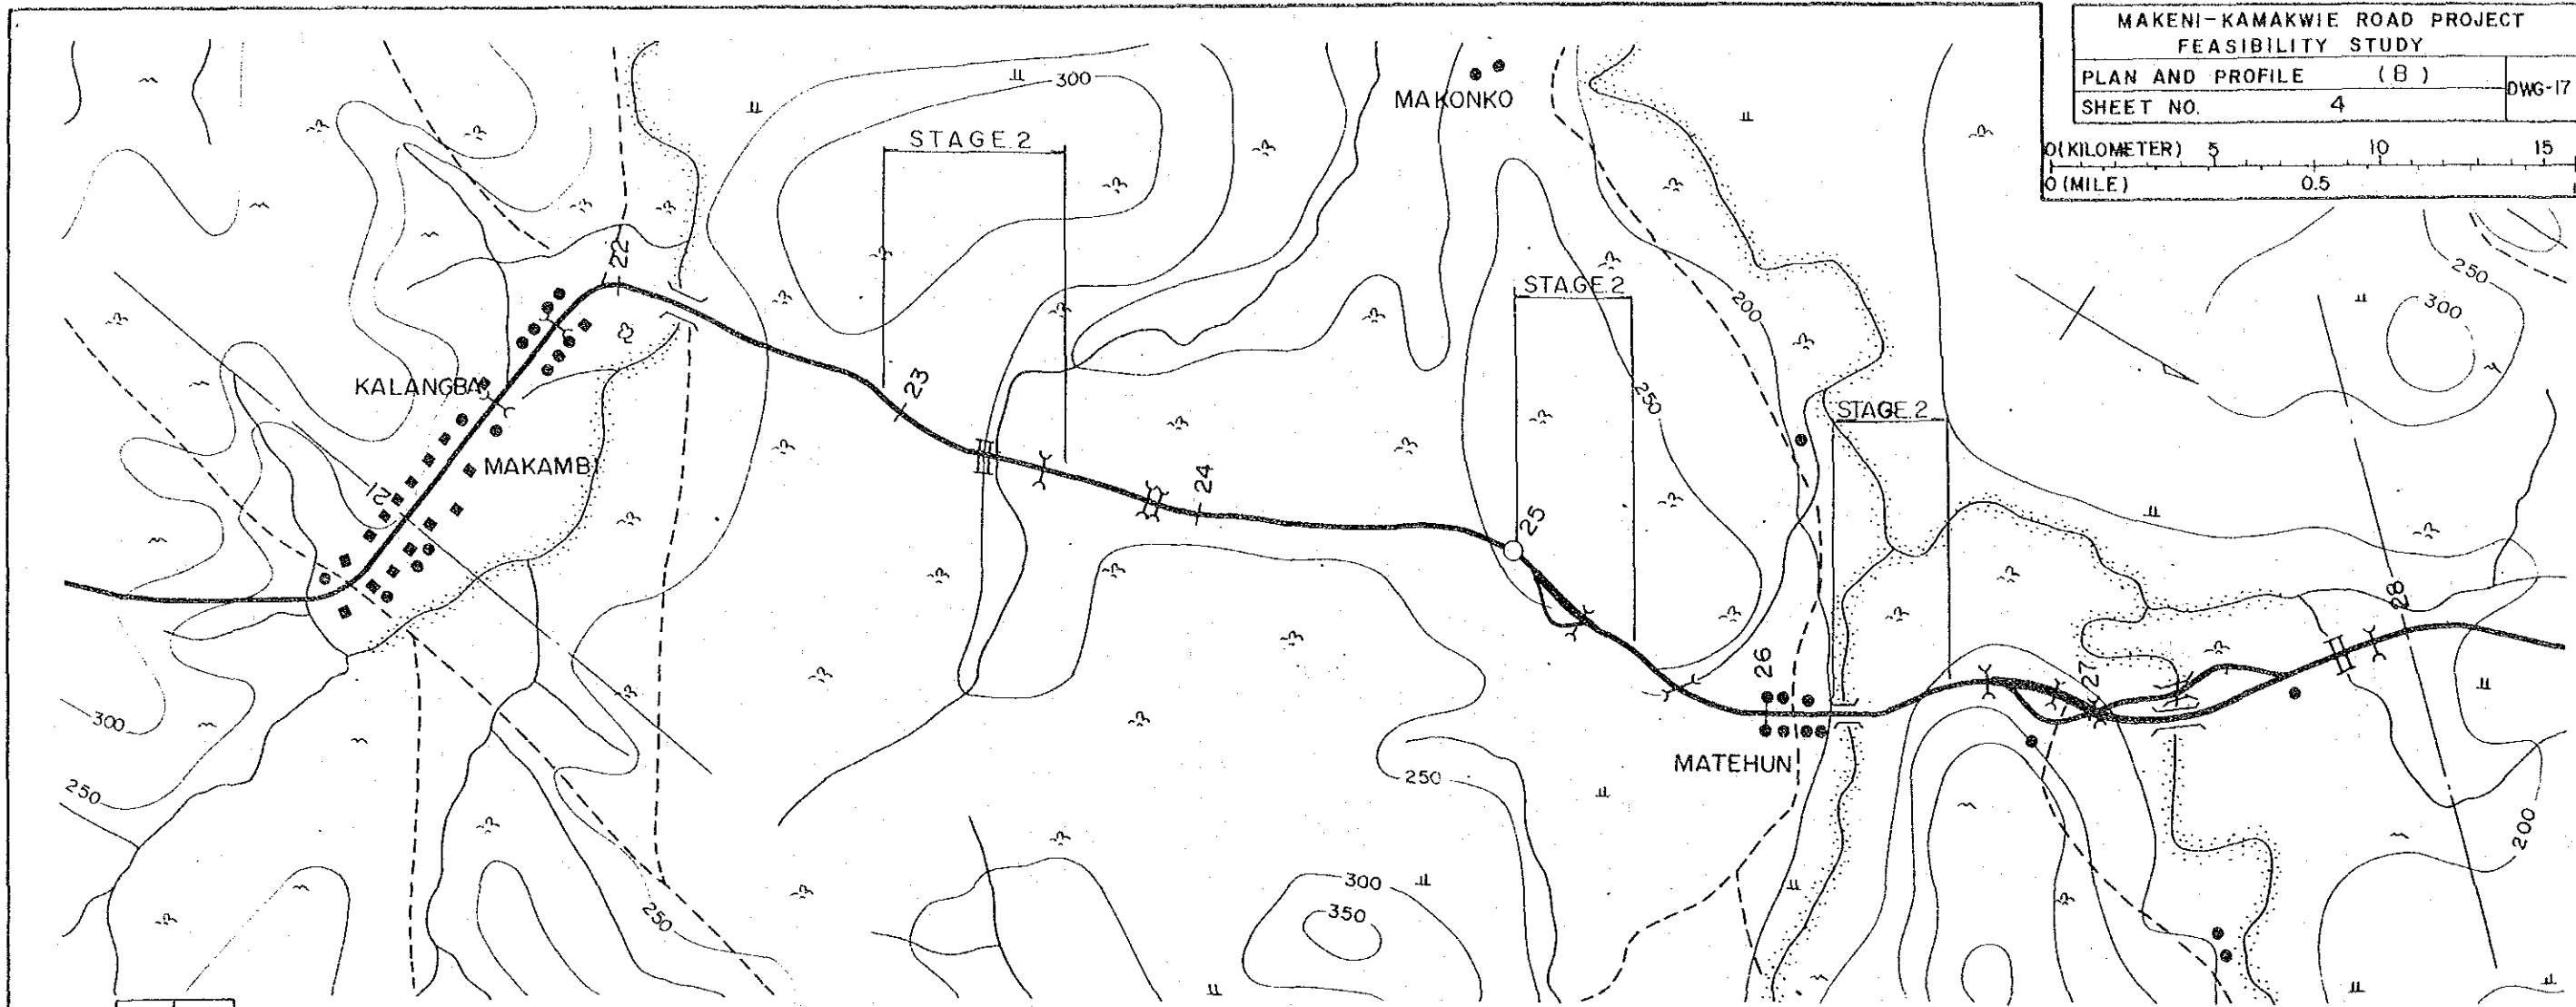 MAKENI-KAMAKWIE ROAD PROJECT
FEASIBILITY STUDY
PLAN AND PROFILE (B)
DWG-17
SHEET NO. 4
0(KILOMETER) 5 10 15
0(MILE) 0.5
MAKONKO
300
STAGE.2
22
200
250
300
STAGE.2
KALANGBA
23
250
STAGE.2
MAKAMBI
21
24
25
28
26
27
300
MATEHUN
250
250
200
300
350
250